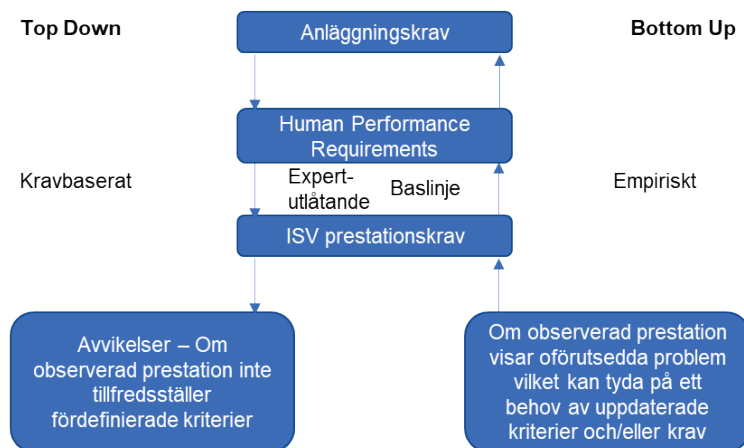 Top Down
Anläggningskrav
Bottom Up
Human Performance
Requirements
Kravbaserat
Expert-
utlåtande
Baslinje
Empiriskt
ISV prestationskrav
Avvikelser – Om
observerad prestation inte
tillfredsställer
fördefinierade kriterier
Om observerad prestation
visar oförutsedda problem
vilket kan tyda på ett
behov av uppdaterade
kriterier och/eller krav